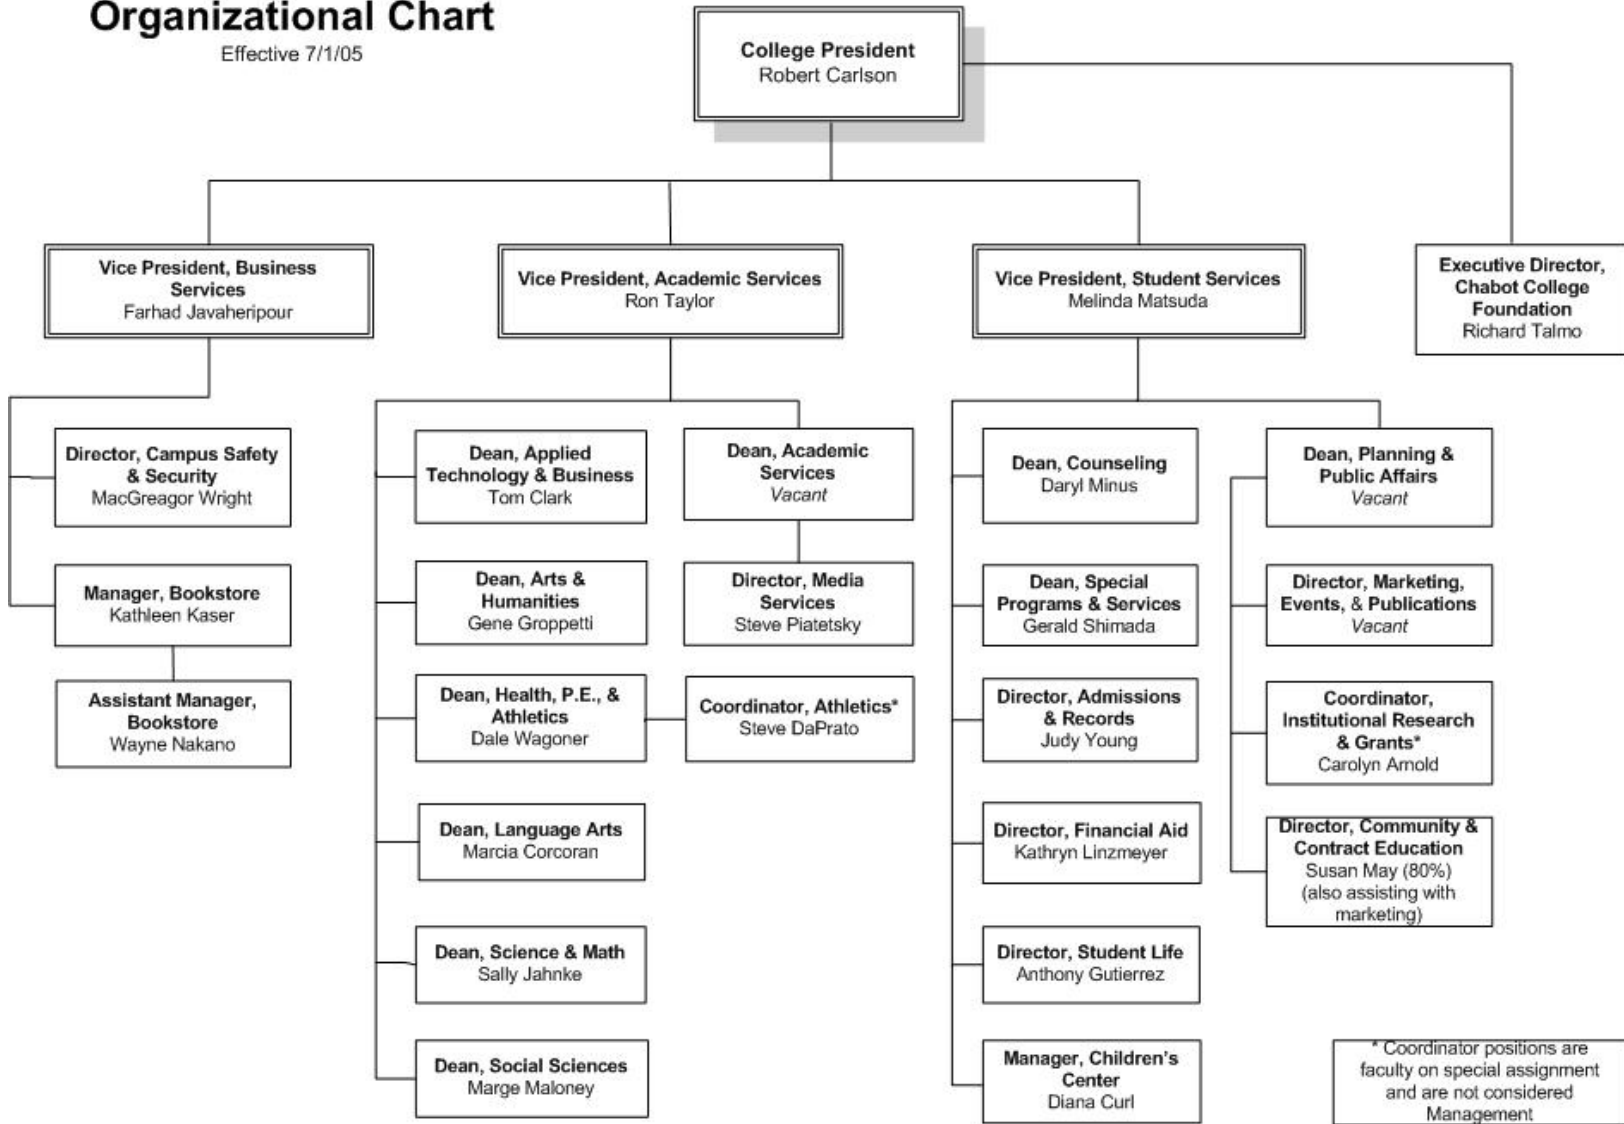 Organizational Chart
Effective 7/1/05
College President
Robert Carlson
Vice President, Business
Services
Farhad Javaheripour
Vice President, Academic Services
Ron Taylor
Vice President, Student Services
Melinda Matsuda
Executive Director,
Chabot College
Foundation
Richard Talmo
Director, Campus Safety
& Security
MacGreagor Wright
Manager, Bookstore
Kathleen Kaser
Assistant Manager,
Bookstore
Wayne Nakano
Dean, Applied
Technology & Business
Tom Clark
Dean, Arts &
Humanities
Gene Groppetti
Dean, Health, P.E., &
Athletics
Dale Wagoner
Dean, Language Arts
Marcia Corcoran
Dean, Science & Math
Sally Jahnke
Dean, Social Sciences
Marge Maloney
Dean, Academic
Services
Vacant
Director, Media
Services
Steve Piatetsky
Coordinator, Athletics*
Steve DaPrato
Dean, Counseling
Daryl Minus
Dean, Special
Programs & Services
Gerald Shimada
Director, Admissions
& Records
Judy Young
Director, Financial Aid
Kathryn Linzmeyer
Director, Student Life
Anthony Gutierrez
Manager, Children's
Center
Diana Curl
Dean, Planning &
Public Affairs
Vacant
Director, Marketing,
Events, & Publications
Vacant
Coordinator,
Institutional Research
& Grants*
Carolyn Arnold
Director, Community &
Contract Education
Susan May (80%)
(also assisting with
marketing)
* Coordinator positions are
faculty on special assignment
and are not considered
Management